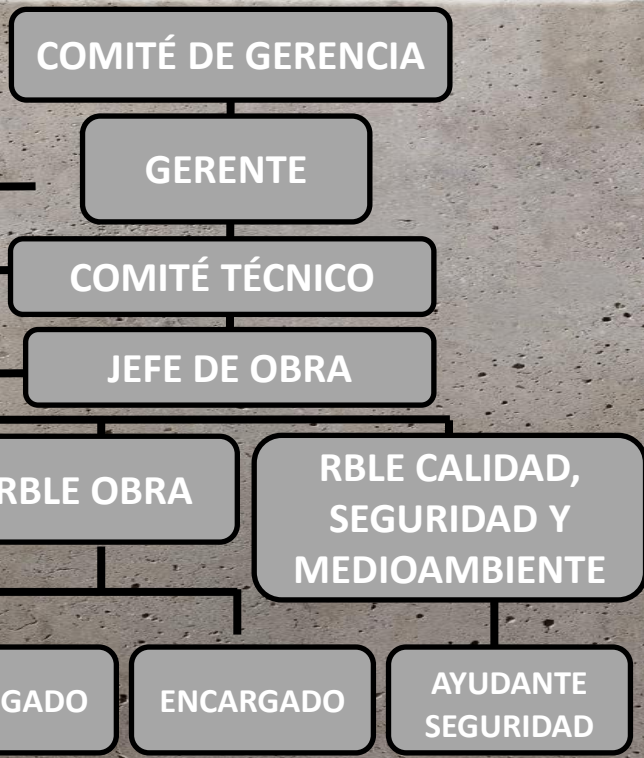 COMITÉ DE GERENCIA
GERENTE
COMITÉ TÉCNICO
JEFE DE OBRA
RBLE OBRA
RBLE CALIDAD,
SEGURIDAD Y
MEDIOAMBIENTE
GADO
ENCARGADO
AYUDANTE
SEGURIDAD